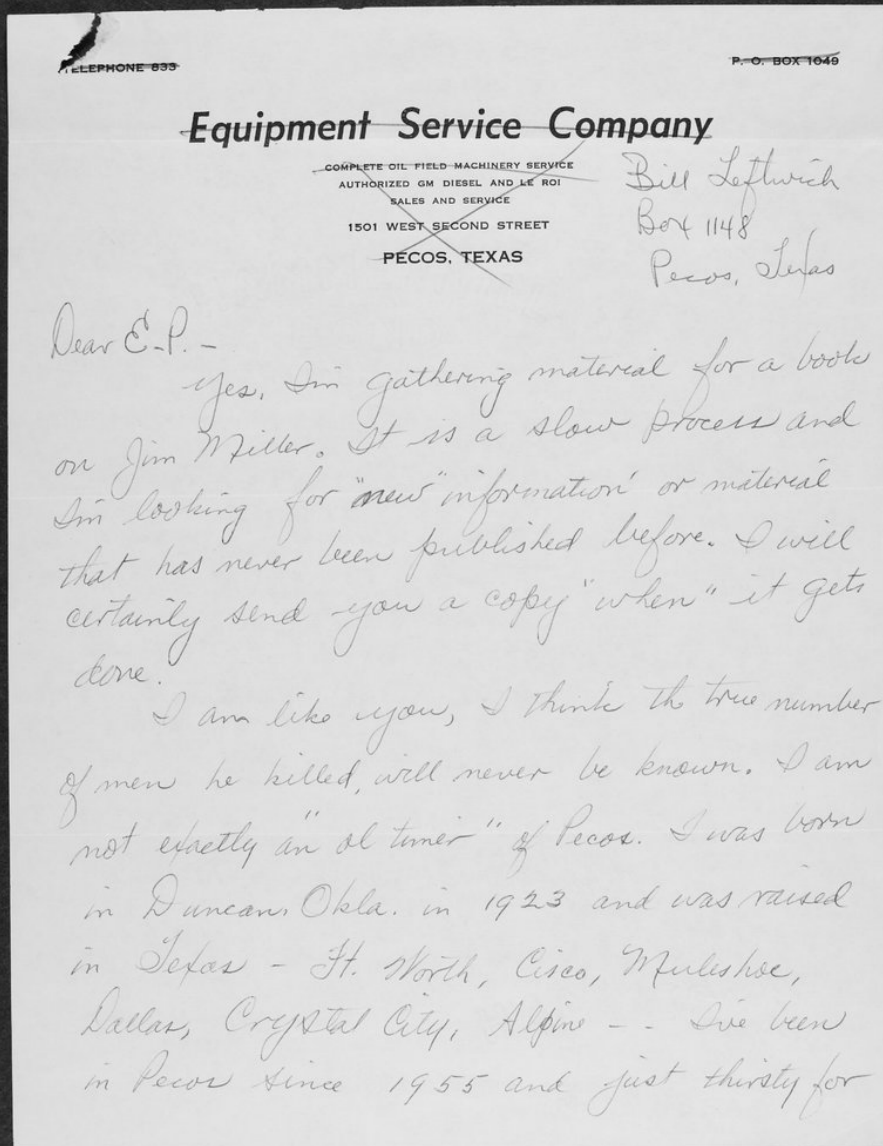 TELEPHONE 833
P. O. BOX 1049
Equipment Service Company
COMPLETE OIL FIELD MACHINERY SERVICE
AUTHORIZED GM DIESEL AND LE ROI
SALES AND SERVICE
1501 WEST SECOND STREET
PECOS, TEXAS
Bill Leftwich
Box 1148
Pecos, Texas
Dear E-P. -
Yes, I'm gathering material for a book
on Jim Miller. It is a slow process and
I'm looking for "new" information or material
that has never been published before. I will
certainly send you a copy "when" it gets
done.
I am like you, I think th true number
of men he killed, will never be known. I am
not exactly an "ol timer" of Pecos. I was born
in Duncan, Okla. in 1923 and was raised
in Texas - Ft. Worth, Cisco, Muleshoe,
Dallas, Crystal City, Alpine - - I've been
in Pecos since 1955 and just thirsty for